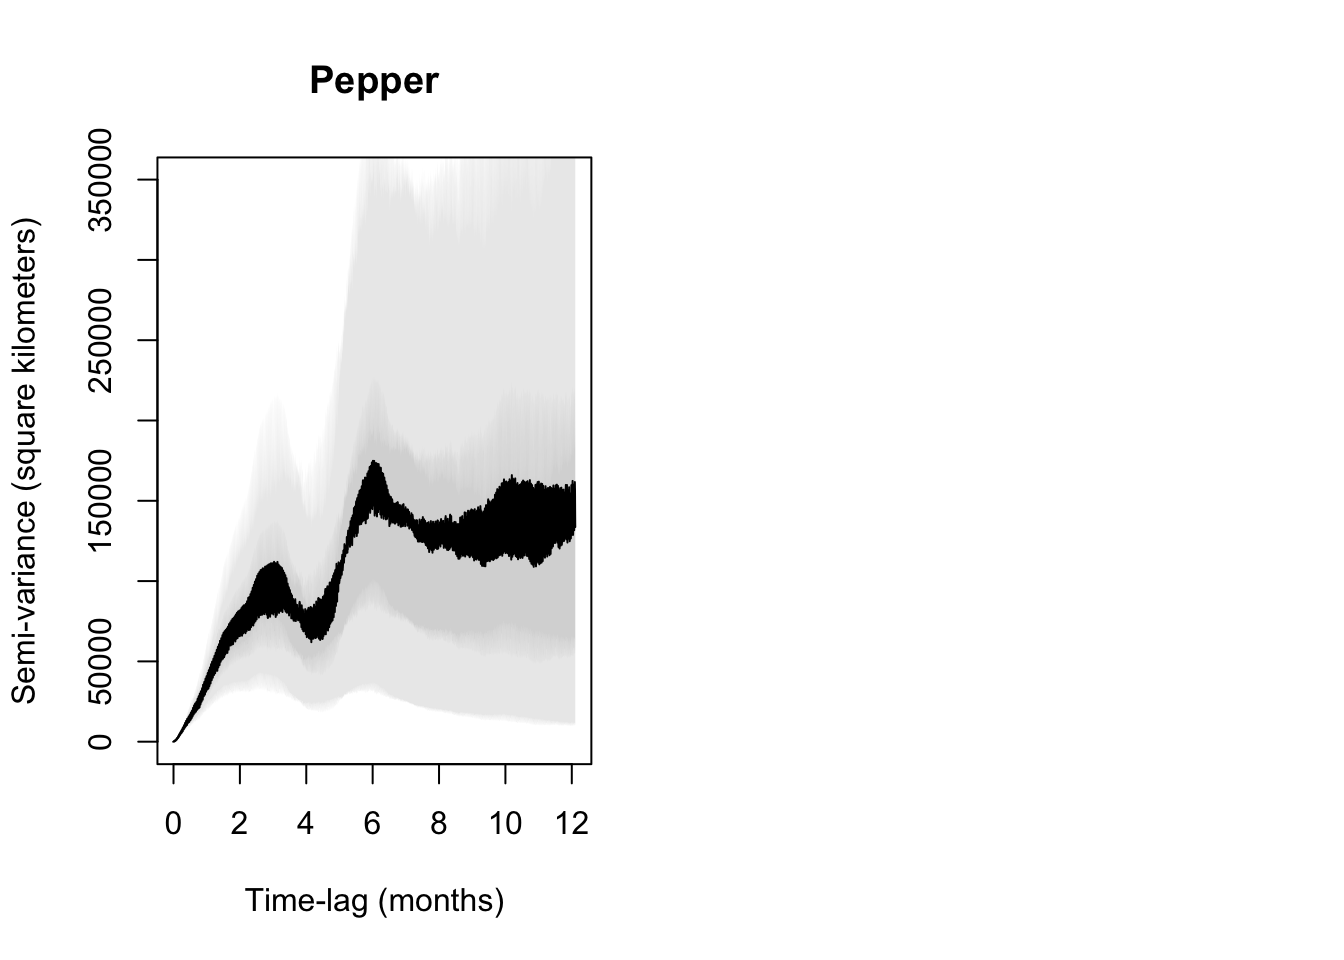 Pepper
Semi-variance (square kilometers)
350000
250000
150000
50000
0
0 2 4 6 8 10 12
Time-lag (months)